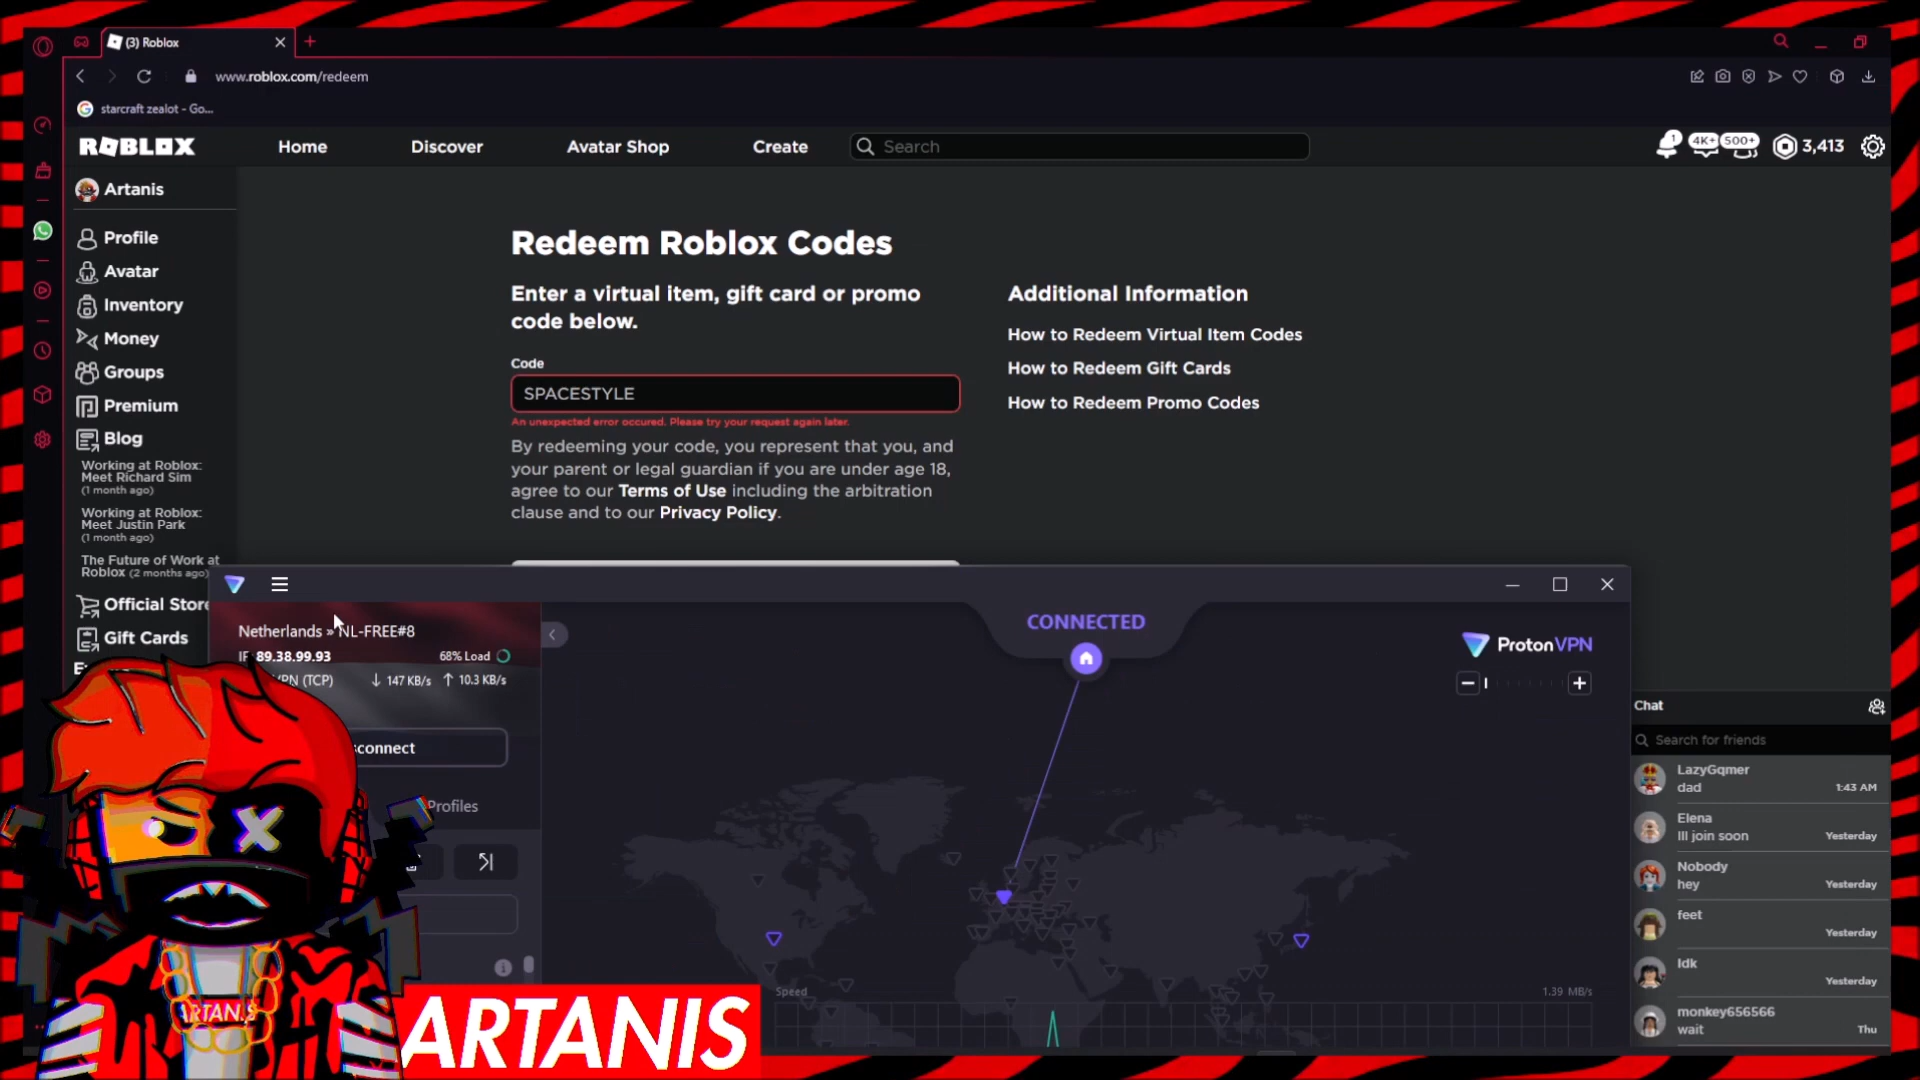 (3) Roblox
www.roblox.com/redeem
starcraft zealot - Go...
ROBLOX
Home
Discover
Avatar Shop
Create
Search
1
4K+
500+
3,413
Artanis
Profile
Avatar
Inventory
Money
Groups
Premium
Blog
Working at Roblox:
Meet Richard Sim
(1 month ago)
Working at Roblox:
Meet Justin Park
(1 month ago)
The Future of Work at
Roblox (2 months ago)
Official Store
Gift Cards
Redeem Roblox Codes
Enter a virtual item, gift card or promo
code below.
Code
SPACESTYLE
An unexpected error occured. Please try your request again later.
By redeeming your code, you represent that you, and
your parent or legal guardian if you are under age 18,
agree to our Terms of Use including the arbitration
clause and to our Privacy Policy.
Additional Information
How to Redeem Virtual Item Codes
How to Redeem Gift Cards
How to Redeem Promo Codes
Netherlands » NL-FREE#8
89.38.99.93
68% Load
VPN (TCP)
147 KB/s
10.3 KB/s
sconnect
Profiles
CONNECTED
ProtonVPN
Speed
1.39 MB/s
Chat
Search for friends
LazyGqmer
dad
1:43 AM
Elena
Ill join soon
Yesterday
Nobody
hey
Yesterday
feet
Yesterday
Idk
Yesterday
monkey656566
wait
Thu
ARTANIS
ARTANIS